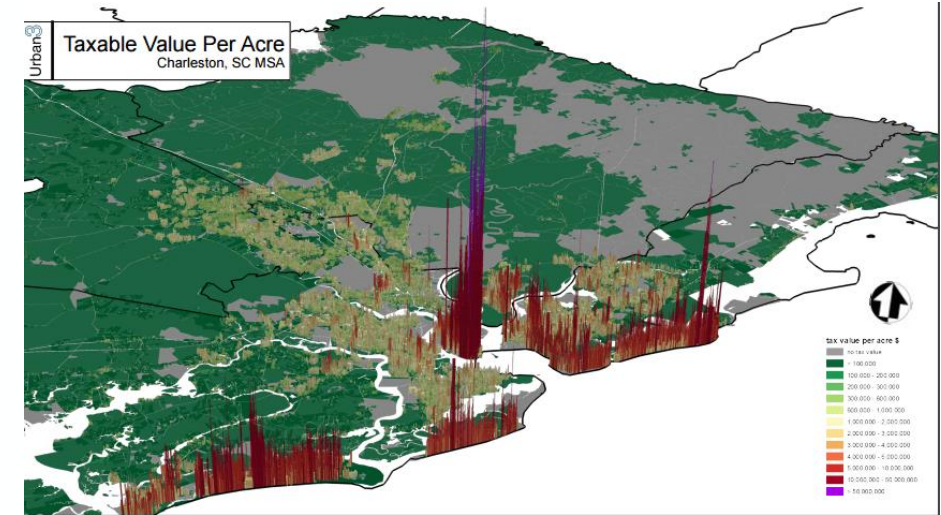 Urban3
Taxable Value Per Acre
Charleston, SC MSA
tax value per acre $
no tax value
< 100,000
100,000 - 200,000
200,000 - 300,000
300,000 - 600,000
600,000 - 1,000,000
1,000,000 - 2,000,000
2,000,000 - 3,000,000
3,000,000 - 4,000,000
4,000,000 - 5,000,000
5,000,000 - 10,000,000
10,000,000 - 50,000,000
> 50,000,000